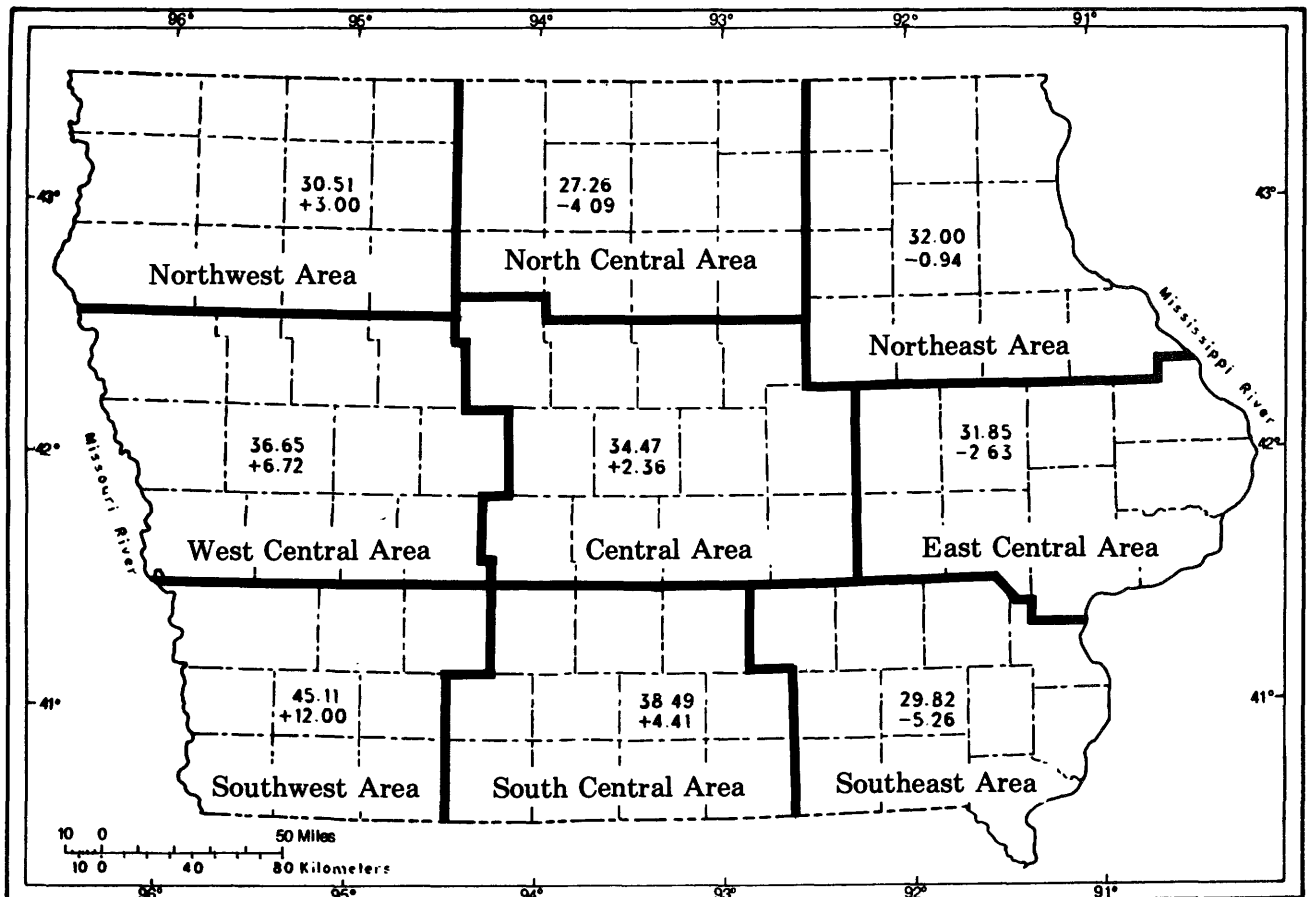 96° 95° 94° 93° 92° 91°
43° 43°
30.51
+3.00
Northwest Area
27.26
-4 09
North Central Area
32.00
-0.94
Northeast Area
Mississippi River
42° 42°
36.65
+6.72
West Central Area
34.47
+2.36
Central Area
31.85
-2 63
East Central Area
Missouri River
41° 41°
45.11
+12.00
Southwest Area
38 49
+4.41
South Central Area
29.82
-5.26
Southeast Area
10 0 50 Miles
10 0 40 80 Kilometers
96° 95° 94° 93° 92° 91°